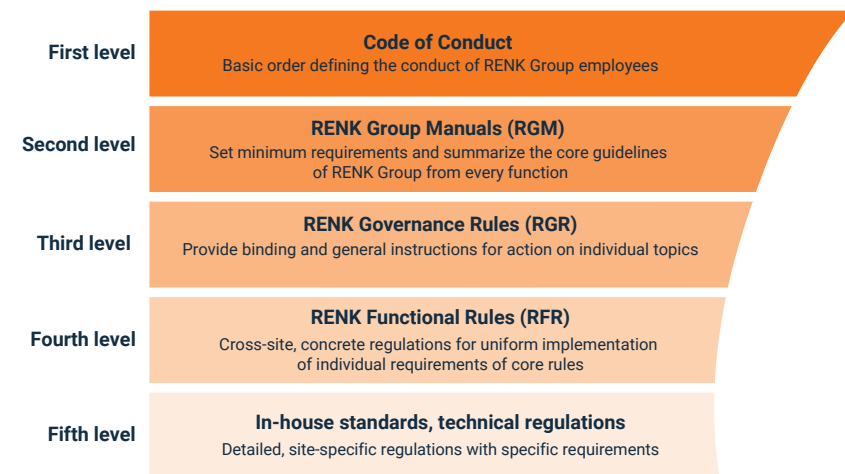 First level
Code of Conduct
Basic order defining the conduct of RENK Group employees
Second level
RENK Group Manuals (RGM)
Set minimum requirements and summarize the core guidelines
of RENK Group from every function
Third level
RENK Governance Rules (RGR)
Provide binding and general instructions for action on individual topics
Fourth level
RENK Functional Rules (RFR)
Cross-site, concrete regulations for uniform implementation
of individual requirements of core rules
Fifth level
In-house standards, technical regulations
Detailed, site-specific regulations with specific requirements